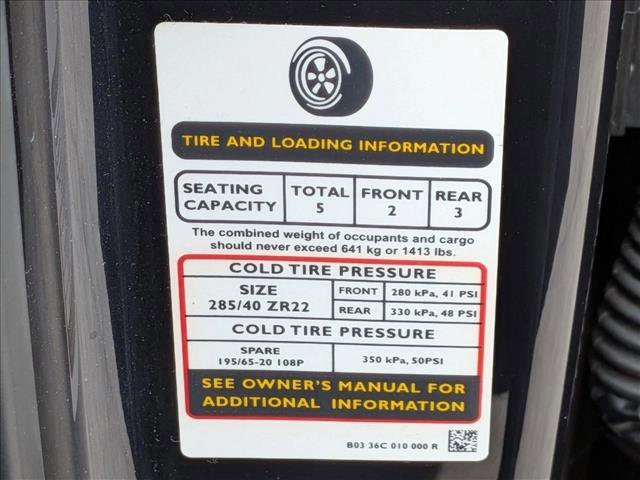 TIRE AND LOADING INFORMATION
SEATING CAPACITY TOTAL 5 FRONT 2 REAR 3
The combined weight of occupants and cargo
should never exceed 641 kg or 1413 lbs.
COLD TIRE PRESSURE
SIZE 285/40 ZR22
FRONT 280 kPa, 41 PSI
REAR 330 kPa, 48 PSI
COLD TIRE PRESSURE
SPARE 195/65-20 108P
350 kPa, 50PSI
SEE OWNER'S MANUAL FOR
ADDITIONAL INFORMATION
B03 36C 010 000 R